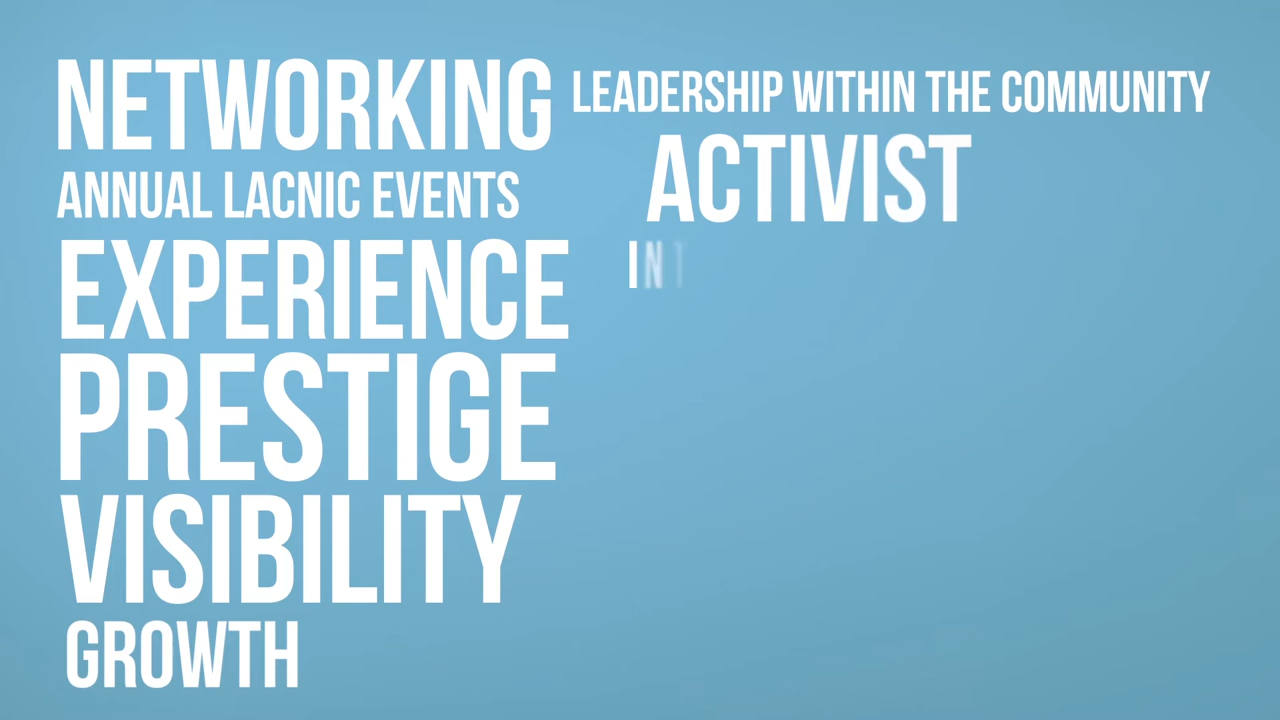 NETWORKING
ANNUAL LACNIC EVENTS
EXPERIENCE
PRESTIGE
VISIBILITY
GROWTH
LEADERSHIP WITHIN THE COMMUNITY
ACTIVIST